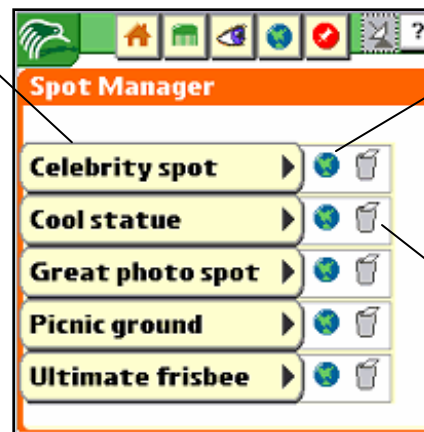 ?
Spot Manager
Celebrity spot
Cool statue
Great photo spot
Picnic ground
Ultimate frisbee